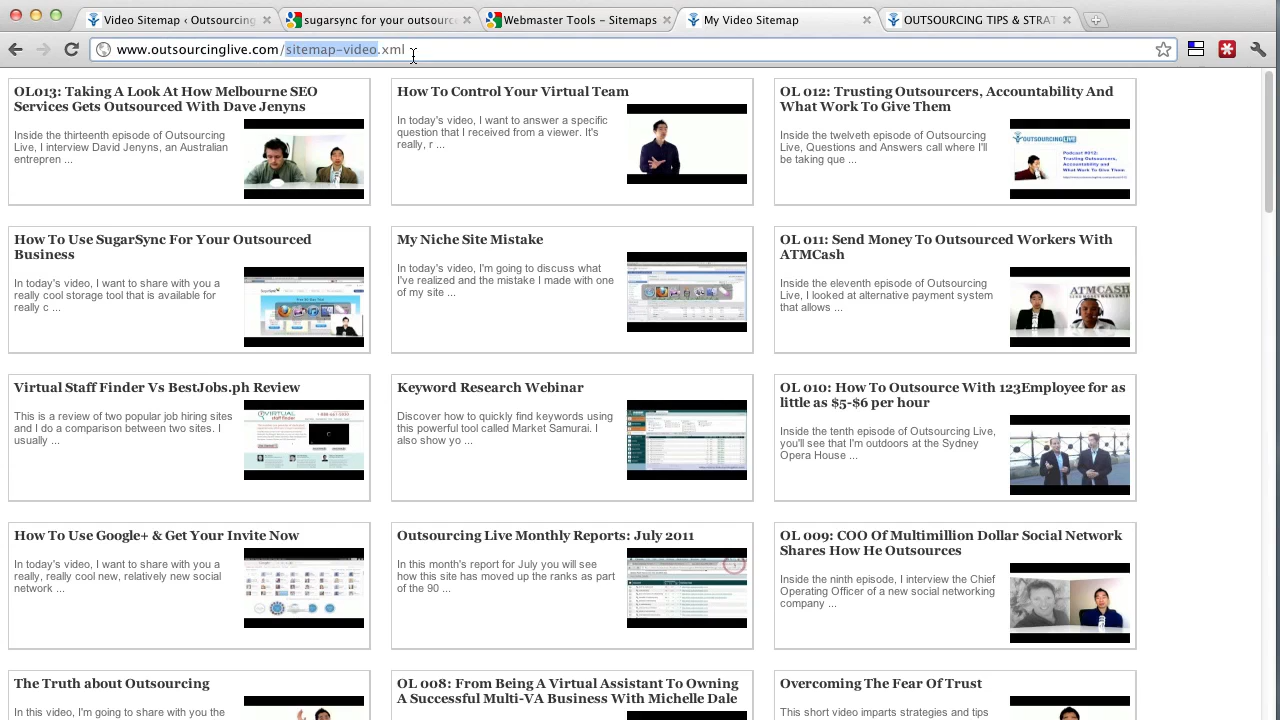 Video Sitemap ‹ Outsourcing
sugarsync for your outsource
Webmaster Tools - Sitemaps
My Video Sitemap
OUTSOURCING TIPS & STRAT
www.outsourcinglive.com/sitemap-video.xml
OL013: Taking A Look At How Melbourne SEO
Services Gets Outsourced With Dave Jenyns
Inside the thirteenth episode of Outsourcing
Live, I interview David Jenyns, an Australian
entrepren ...
How To Control Your Virtual Team
In today's video, I want to answer a specific
question that I received from a viewer. It's
really, r ...
OL 012: Trusting Outsourcers, Accountability And
What Work To Give Them
Inside the twelveth episode of Outsourcing
Live, Questions and Answers call where I'll
be taking que ...
OUTSOURCINGLIVE
Podcast #012:
Trusting Outsourcers,
Accountability and
What Work To Give Them
How To Use SugarSync For Your Outsourced
Business
In today's video, I want to share with you a
really cool storage tool that is available for
really c ...
My Niche Site Mistake
In today's video, I'm going to discuss what
I've realized and the mistake I made with one
of my site ...
OL 011: Send Money To Outsourced Workers With
ATMCash
Inside the eleventh episode of Outsourcing
Live, I looked at alternative payment system
that allows ...
ATMCASH
Virtual Staff Finder Vs BestJobs.ph Review
This is a review of two popular job hiring sites
and I do a comparison between two sites. I
usually ...
VIRTUAL
staff finder
Keyword Research Webinar
Discover how to quickly find keywords using
this powerful tool called Market Samurai. I
also show yo ...
OL 010: How To Outsource With 123Employee for as
little as $5-$6 per hour
Inside the tenth episode of Outsourcing Live,
you'll see that I'm outdoors at the Sydney
Opera House ...
How To Use Google+ & Get Your Invite Now
In today's video, I want to share with you a
really, really cool new, relatively new social
network ...
Outsourcing Live Monthly Reports: July 2011
In this month's report for July you will see
how this site has moved up the ranks as part
of the 90 ...
OL 009: COO Of Multimillion Dollar Social Network
Shares How He Outsources
Inside the ninth episode, I interview the Chief
Operating Officer of a new social networking
company ...
The Truth about Outsourcing
In this video, I'm going to share with you the
OL 008: From Being A Virtual Assistant To Owning
A Successful Multi-VA Business With Michelle Dale
Overcoming The Fear Of Trust
This short video imparts strategies and tips